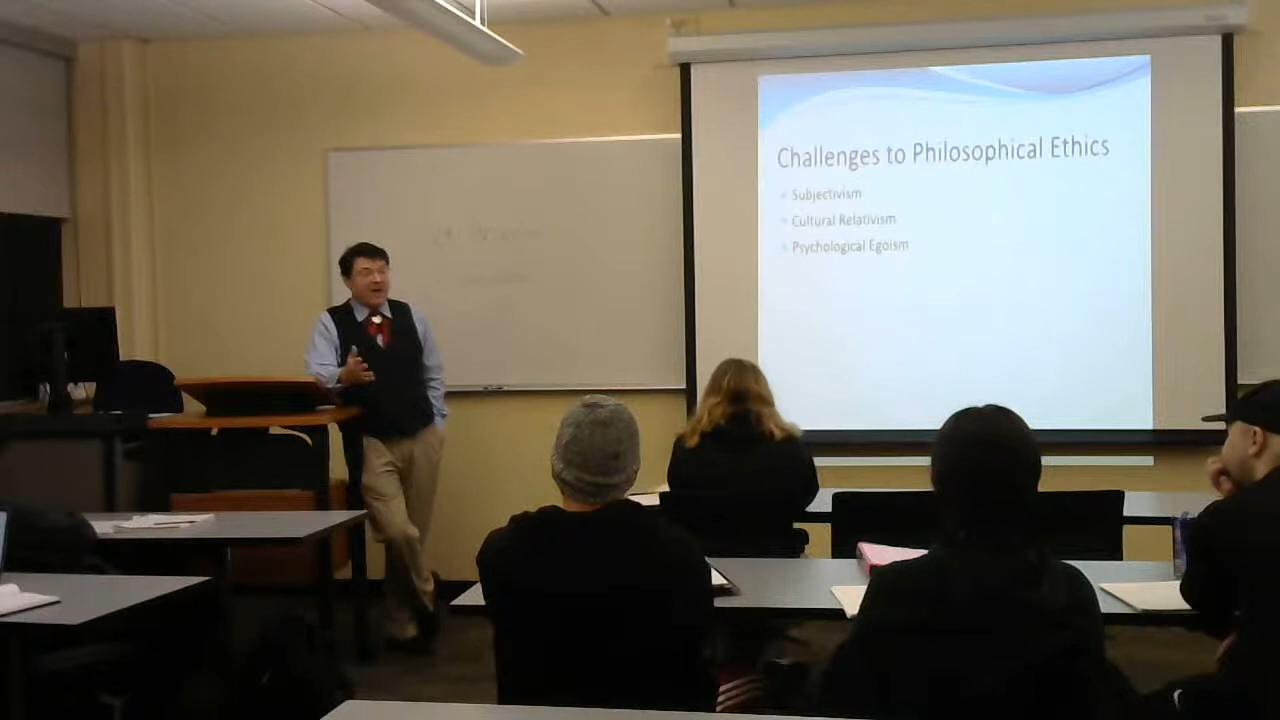 Challenges to Philosophical Ethics
Subjectivism
Cultural Relativism
Psychological Egoism